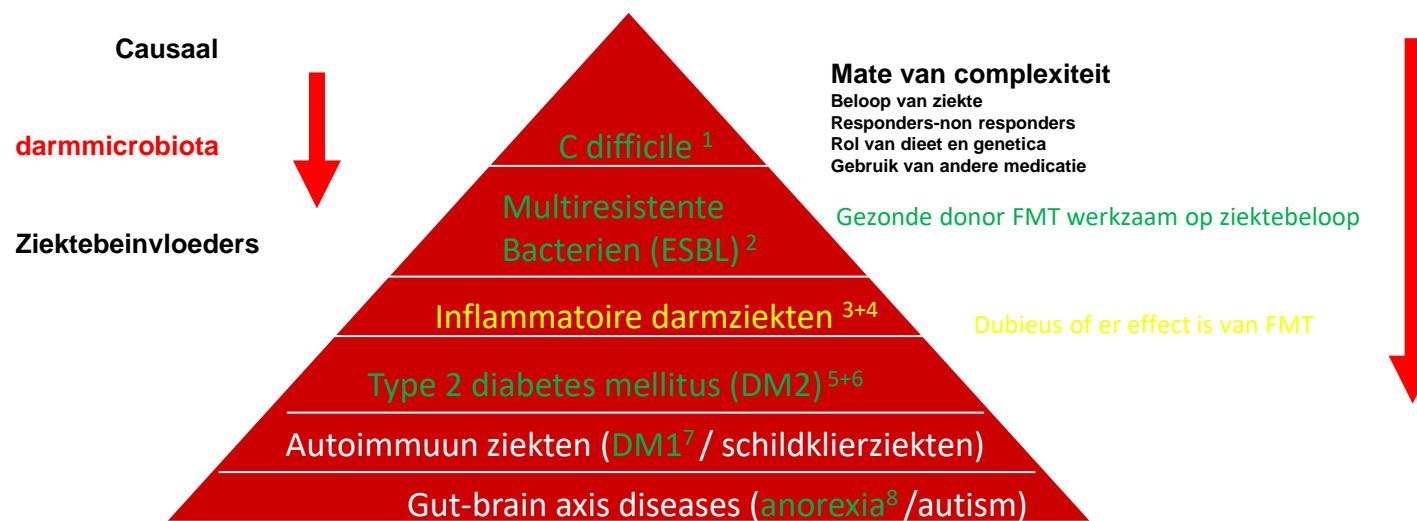 Causaal
darmmicrobiota
Ziektebeinvloeders
C difficile 1
Multiresistente
Bacterien (ESBL) 2
Inflammatoire darmziekten 3+4
Type 2 diabetes mellitus (DM2) 5+6
Autoimmuun ziekten (DM1 7 / schildklierziekten)
Gut-brain axis diseases (anorexia 8 /autism)
Mate van complexiteit
Beloop van ziekte
Responders-non responders
Rol van dieet en genetica
Gebruik van andere medicatie
Gezonde donor FMT werkzaam op ziektebeloop
Dubieus of er effect is van FMT